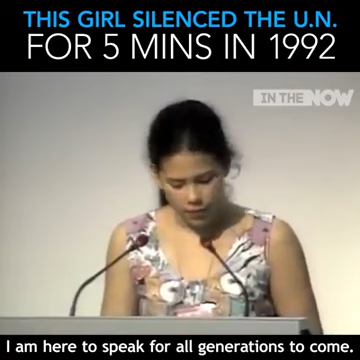 THIS GIRL SILENCED THE U.N.
FOR 5 MINS IN 1992
IN THE NOW
I am here to speak for all generations to come.